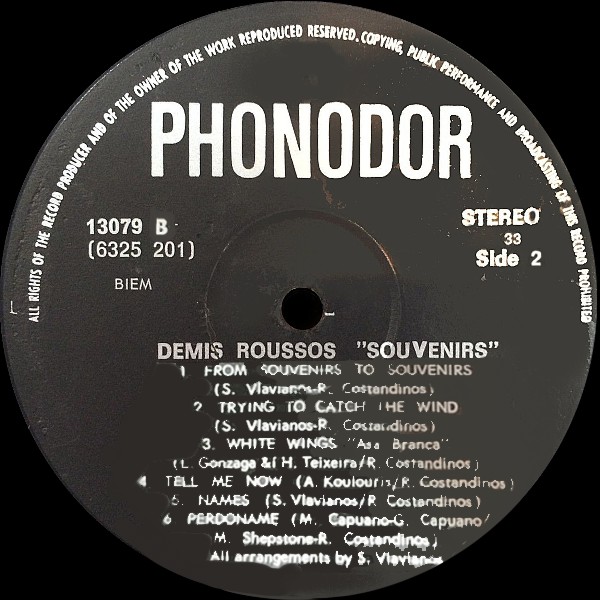 ALL RIGHTS OF THE RECORD PRODUCER AND OF THE OWNER OF THE WORK REPRODUCED RESERVED. COPYING, PUBLIC PERFORMANCE AND BROADCASTING OF THIS RECORD PROHIBITED
PHONODOR
13079 B
(6325 201)
BIEM
STEREO
33
Side 2
DEMIS ROUSSOS "SOUVENIRS"
1 FROM SOUVENIRS TO SOUVENIRS
(S. Vlavianos-R. Costandinos)
2 TRYING TO CATCH THE WIND
(S. Vlavianos-R. Costandinos)
3. WHITE WINGS "Asa Branca"
(L. Gonzaga & H. Teixeira/R. Costandinos)
4 TELL ME NOW (A. Koulouris/R. Costandinos)
5. NAMES (S. Vlavianos/R. Costandinos)
6 PERDONAME (M. Capuano-G. Capuano/
M. Shepstone-R. Costandinos)
All arrangements by S. Vlavianos